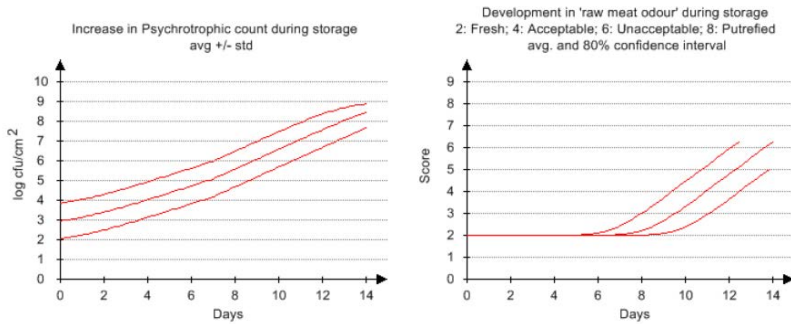 Increase in Psychrotrophic count during storage
avg +/- std
10
9
8
7
6
5
4
3
2
1
0
log cfu/cm²
0 2 4 6 8 10 12 14
Days
Development in 'raw meat odour' during storage
2: Fresh; 4: Acceptable; 6: Unacceptable; 8: Putrefied
avg. and 80% confidence interval
9
8
7
6
5
4
3
2
1
0
Score
0 2 4 6 8 10 12 14
Days